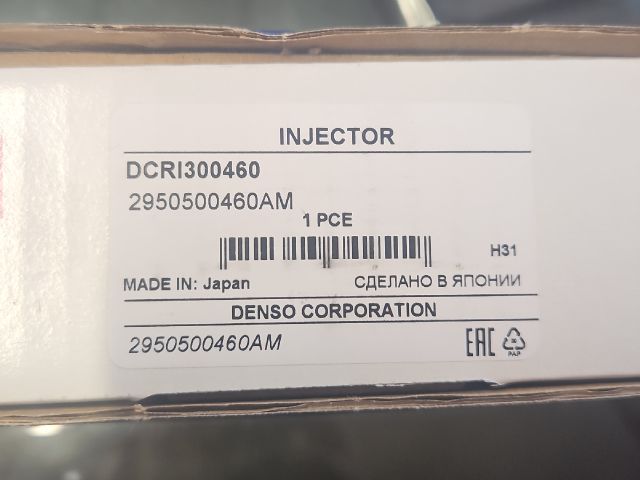 INJECTOR
DCRI300460
2950500460AM
1 PCE
H31
MADE IN: Japan СДЕЛАНО В ЯПОНИИ
DENSO CORPORATION
2950500460AM
EAC
PAP